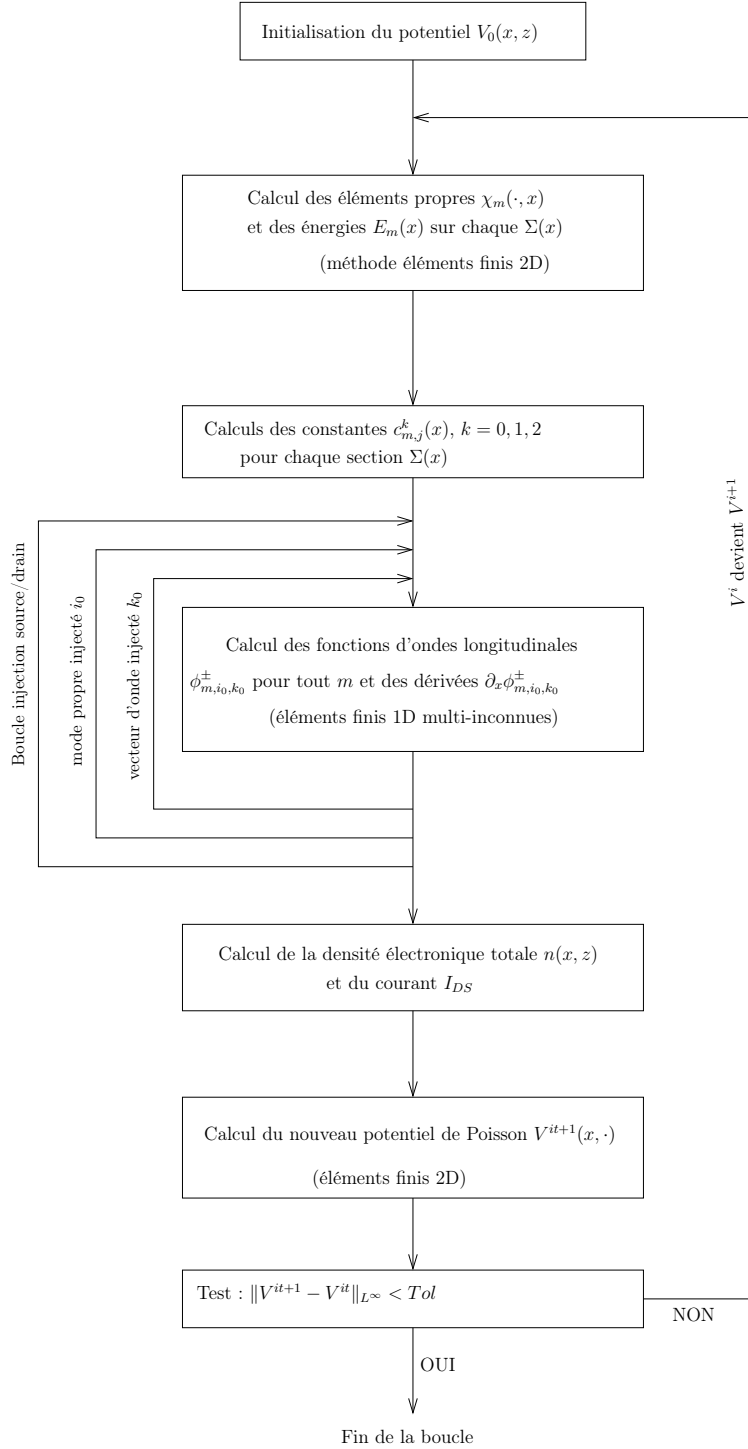 Initialisation du potentiel $V_0(x, z)$
Calcul des éléments propres $\chi_m(\cdot, x)$
et des énergies $E_m(x)$ sur chaque $\Sigma(x)$
(méthode éléments finis 2D)
Calculs des constantes $c^k_{m,j}(x)$, $k = 0, 1, 2$
pour chaque section $\Sigma(x)$
Boucle injection source/drain
mode propre injecté $i_0$
vecteur d'onde injecté $k_0$
Calcul des fonctions d'ondes longitudinales
$\phi^{\pm}_{m,i_0,k_0}$ pour tout $m$ et des dérivées $\partial_x \phi^{\pm}_{m,i_0,k_0}$
(éléments finis 1D multi-inconnues)
$V^i$ devient $V^{i+1}$
Calcul de la densité électronique totale $n(x, z)$
et du courant $I_{DS}$
Calcul du nouveau potentiel de Poisson $V^{it+1}(x, \cdot)$
(éléments finis 2D)
Test : $\|V^{it+1} - V^{it}\|_{L^\infty} < Tol$
NON
OUI
Fin de la boucle